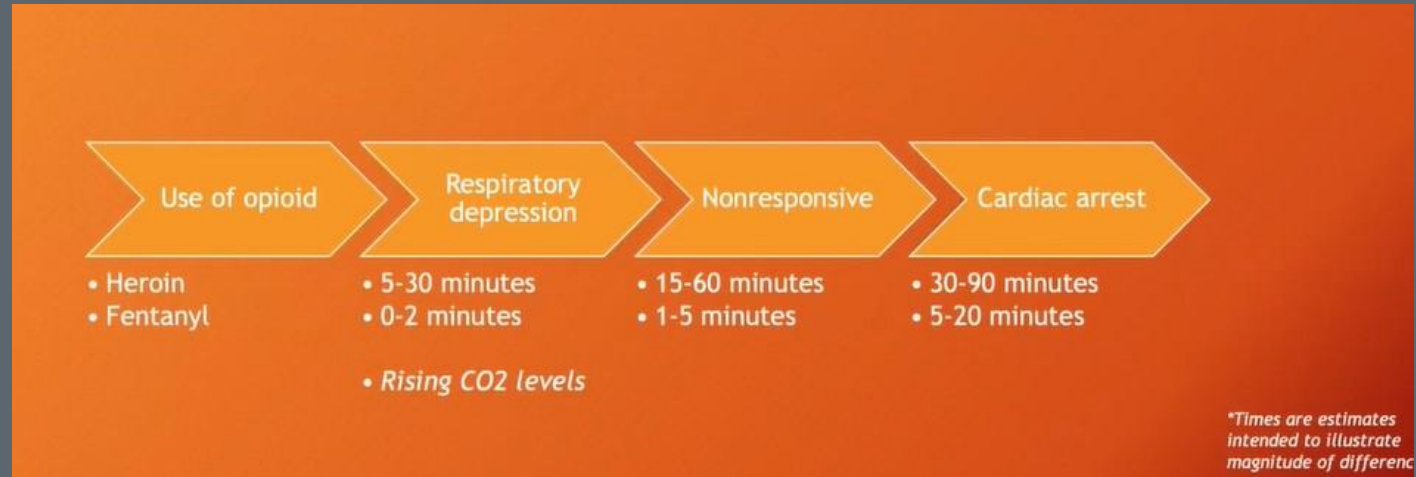 Use of opioid
Respiratory
depression
Nonresponsive
Cardiac arrest
• Heroin
• Fentanyl
• 5-30 minutes
• 0-2 minutes
• Rising CO2 levels
• 15-60 minutes
• 1-5 minutes
• 30-90 minutes
• 5-20 minutes
*Times are estimates
intended to illustrate
magnitude of differenc